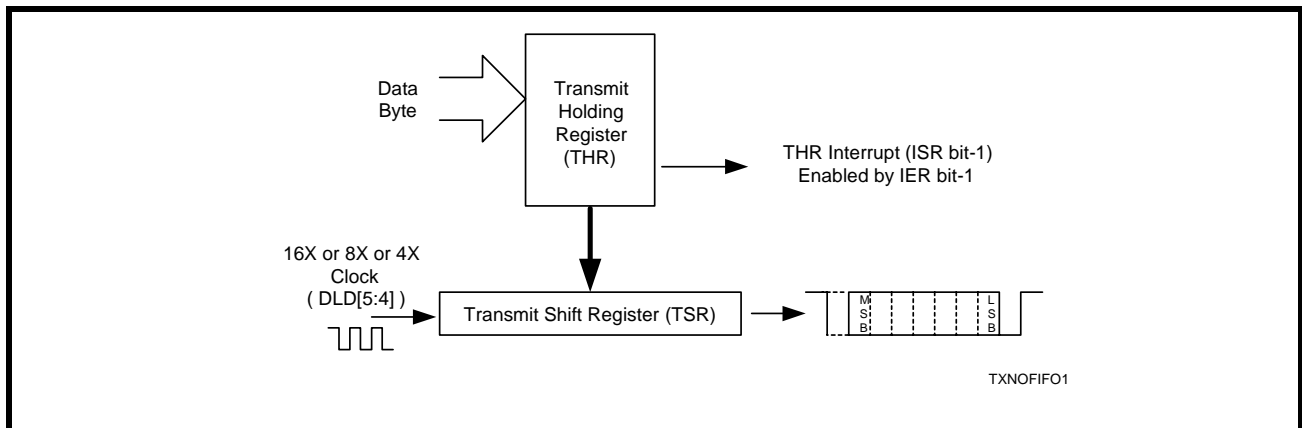 Data
Byte
Transmit
Holding
Register
(THR)
THR Interrupt (ISR bit-1)
Enabled by IER bit-1
16X or 8X or 4X
Clock
( DLD[5:4] )
Transmit Shift Register (TSR)
M
S
B
L
S
B
TXNOFIFO1